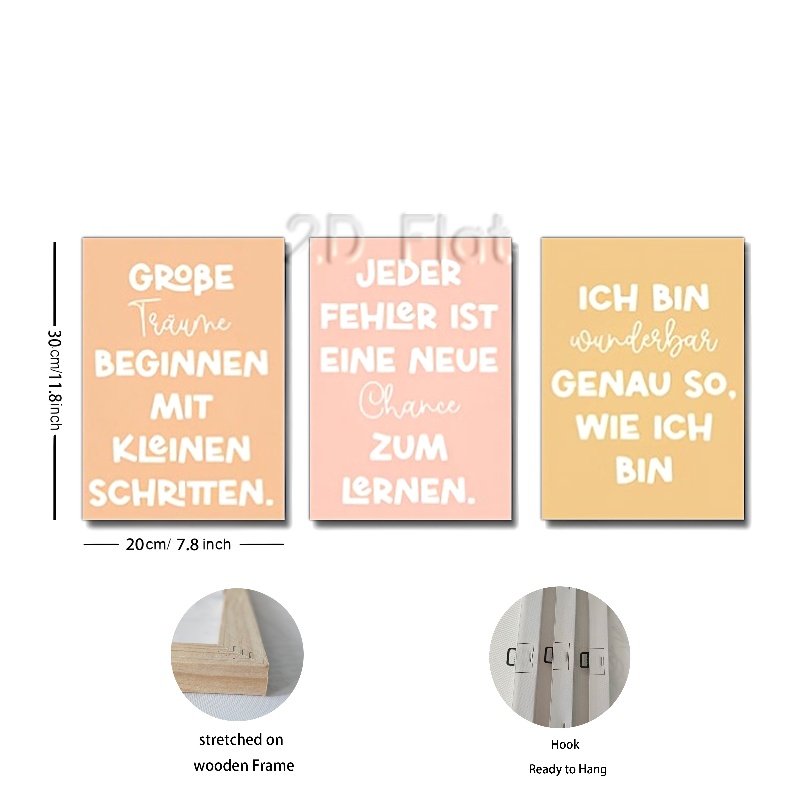 2.D Flat
GROßE
Träume
BEGINNEN
MIT
KLeINEN
SCHRITTEN.
JEDER
FEHLeR IST
EINE NEUE
Chance
ZUM
LeRNEN.
ICH BIN
wunderbar
GENAU SO,
WIE ICH
BIN
30cm/11.8inch
20cm/ 7.8 inch
stretched on
wooden Frame
Hook
Ready to Hang